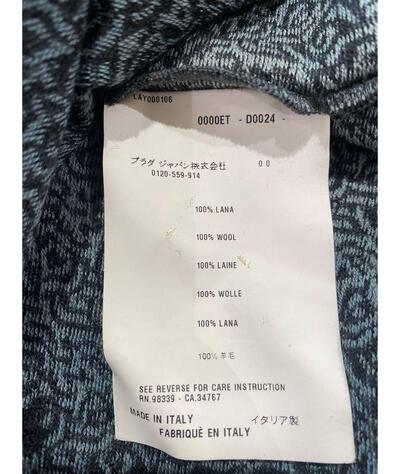 LAY000106
0000ET - D0024 -
プラダ ジャパン株式会社 0 0
0120-559-914
100% LANA
100% WOOL
100% LAINE
100% WOLLE
100% LANA
100% 羊毛
SEE REVERSE FOR CARE INSTRUCTION
RN.98339 - CA.34767
MADE IN ITALY イタリア製
FABRIQUÉ EN ITALY